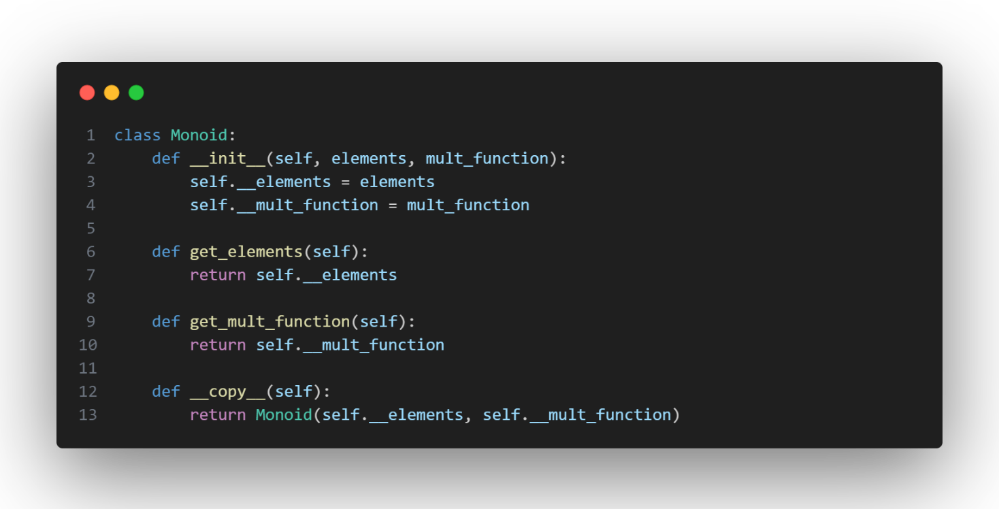 1 class Monoid:
2     def __init__(self, elements, mult_function):
3         self.__elements = elements
4         self.__mult_function = mult_function
5
6     def get_elements(self):
7         return self.__elements
8
9     def get_mult_function(self):
10         return self.__mult_function
11
12     def __copy__(self):
13         return Monoid(self.__elements, self.__mult_function)